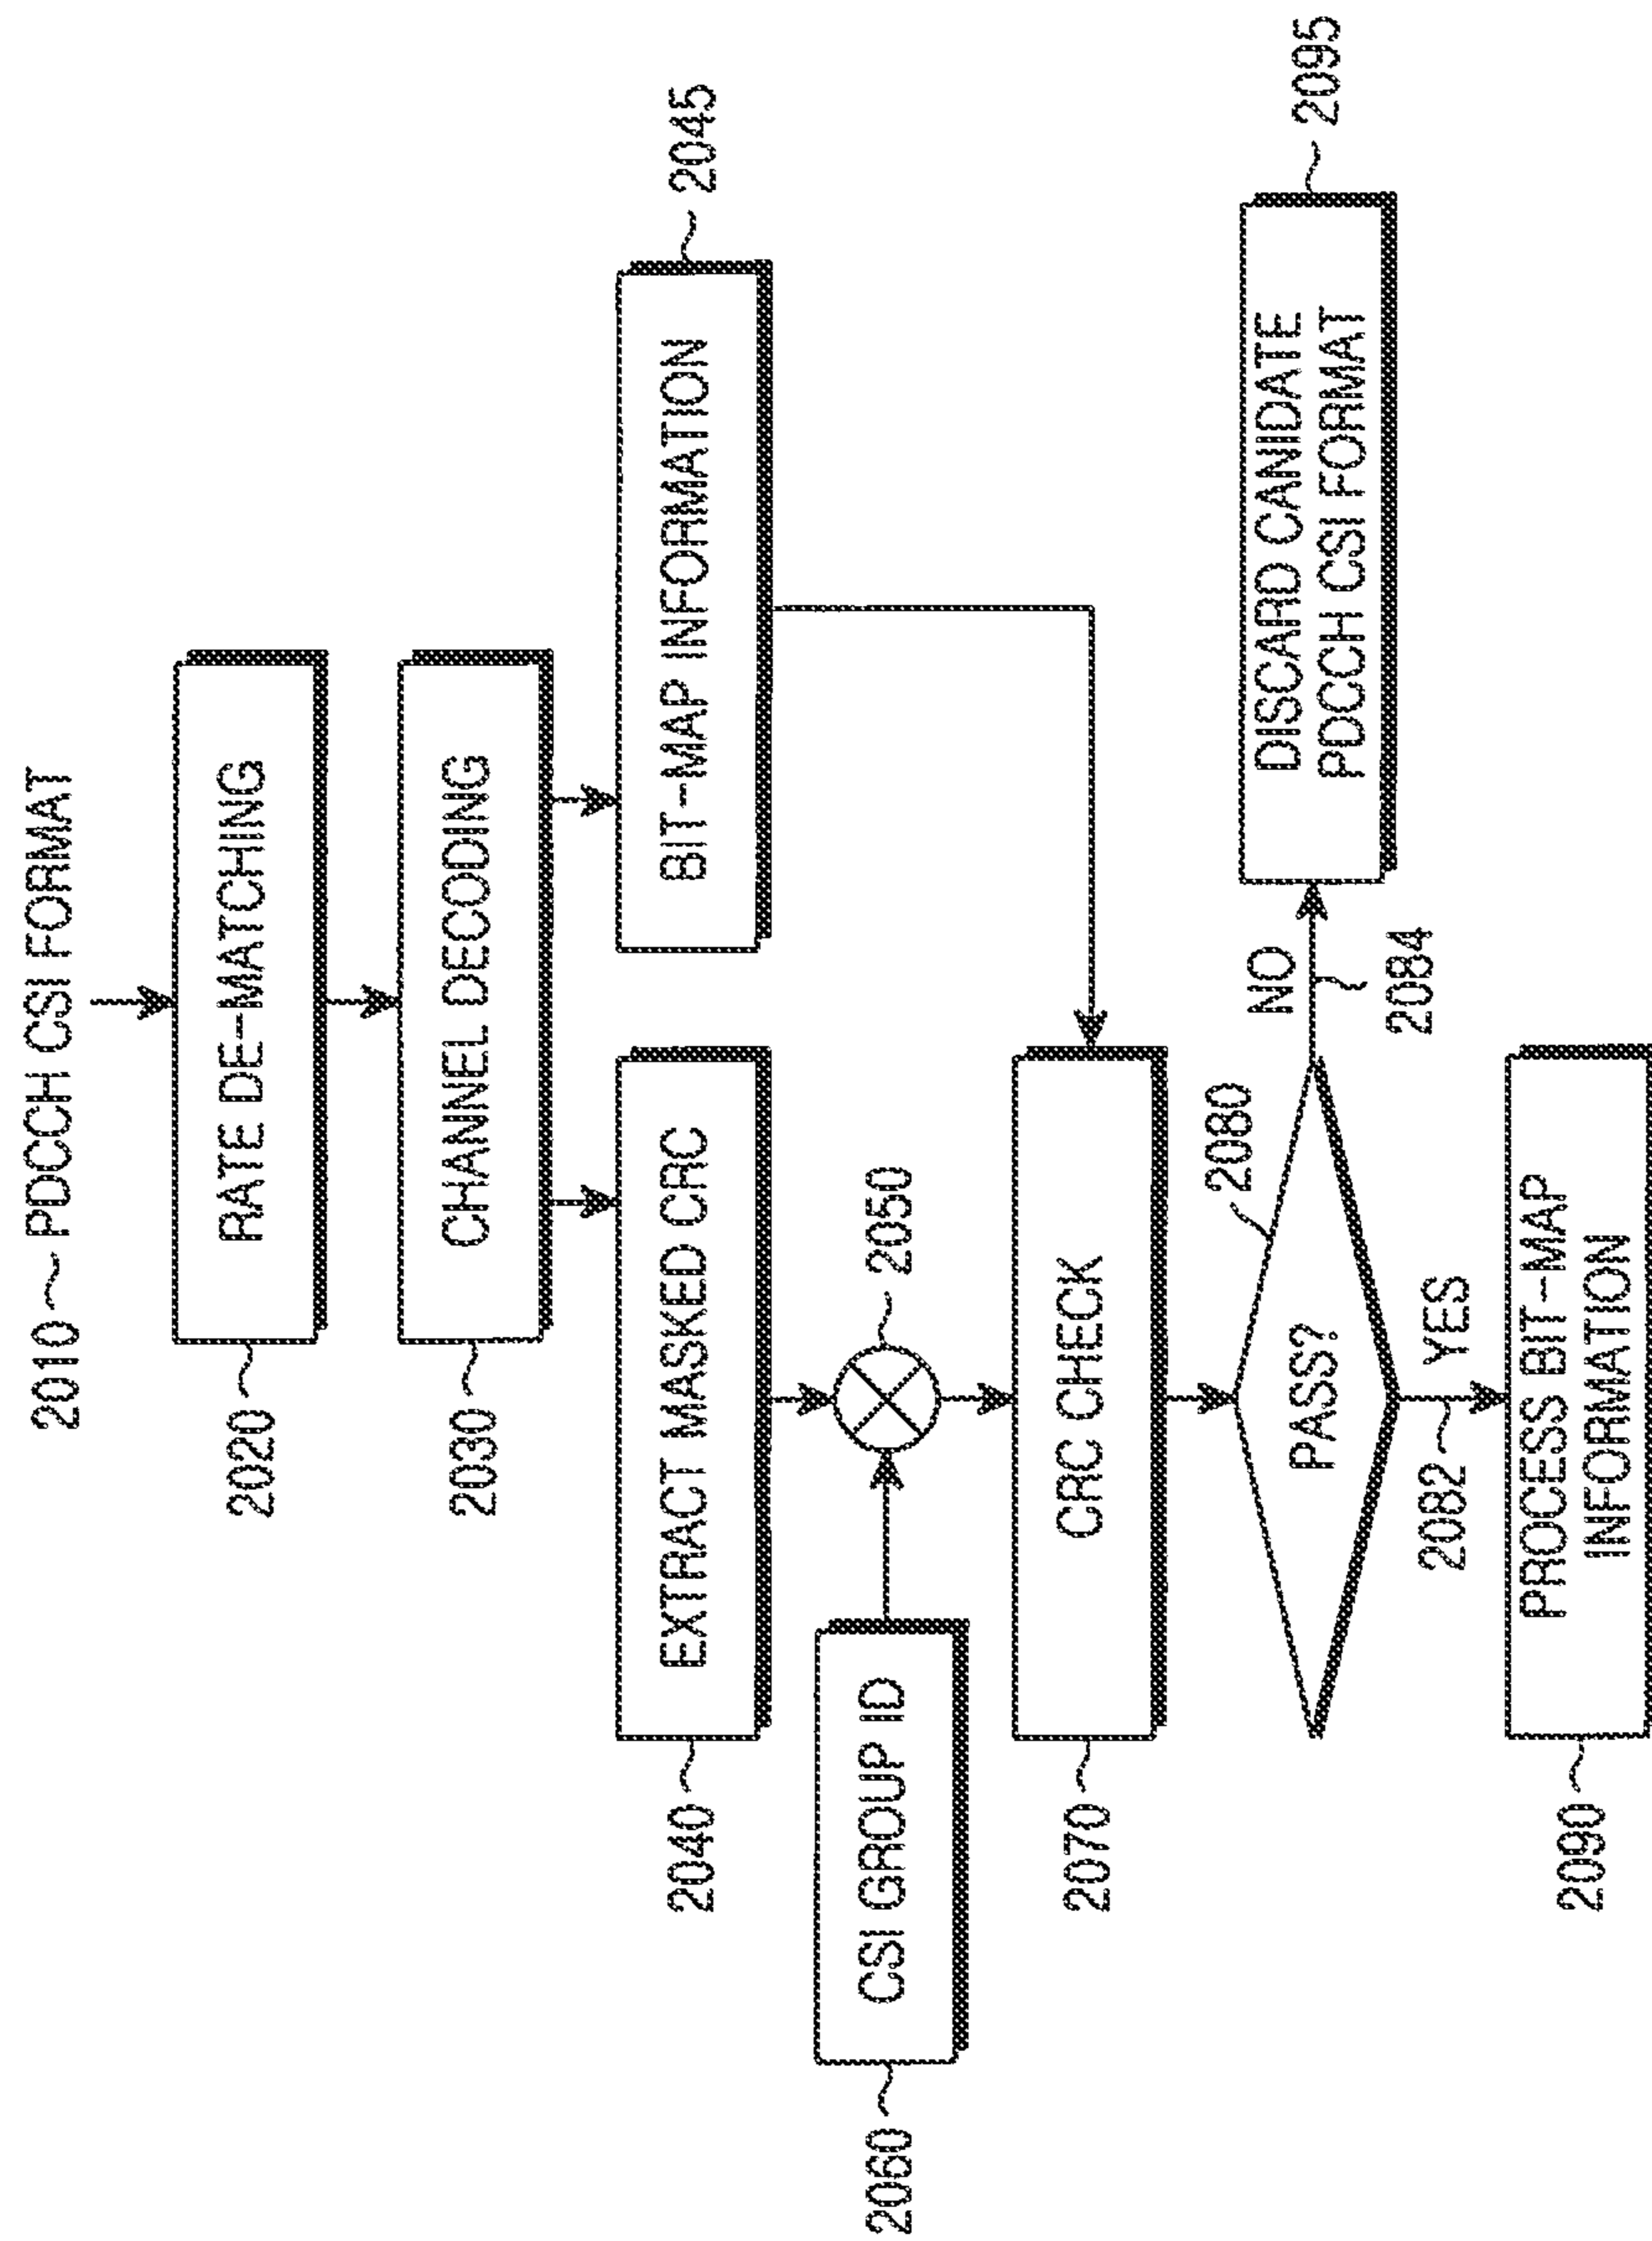 2010 PDCCH CSI FORMAT
2020 RATE DE-MATCHING
2030 CHANNEL DECODING
2040 EXTRACT MASKED CRC
BIT-MAP INFORMATION 2045
2060 CSI GROUP ID
2050
2070 CRC CHECK
2080
PASS?
NO
2084
DISCARD CANDIDATE
PDCCH CSI FORMAT
2095
2082 YES
2090 PROCESS BIT-MAP
INFORMATION